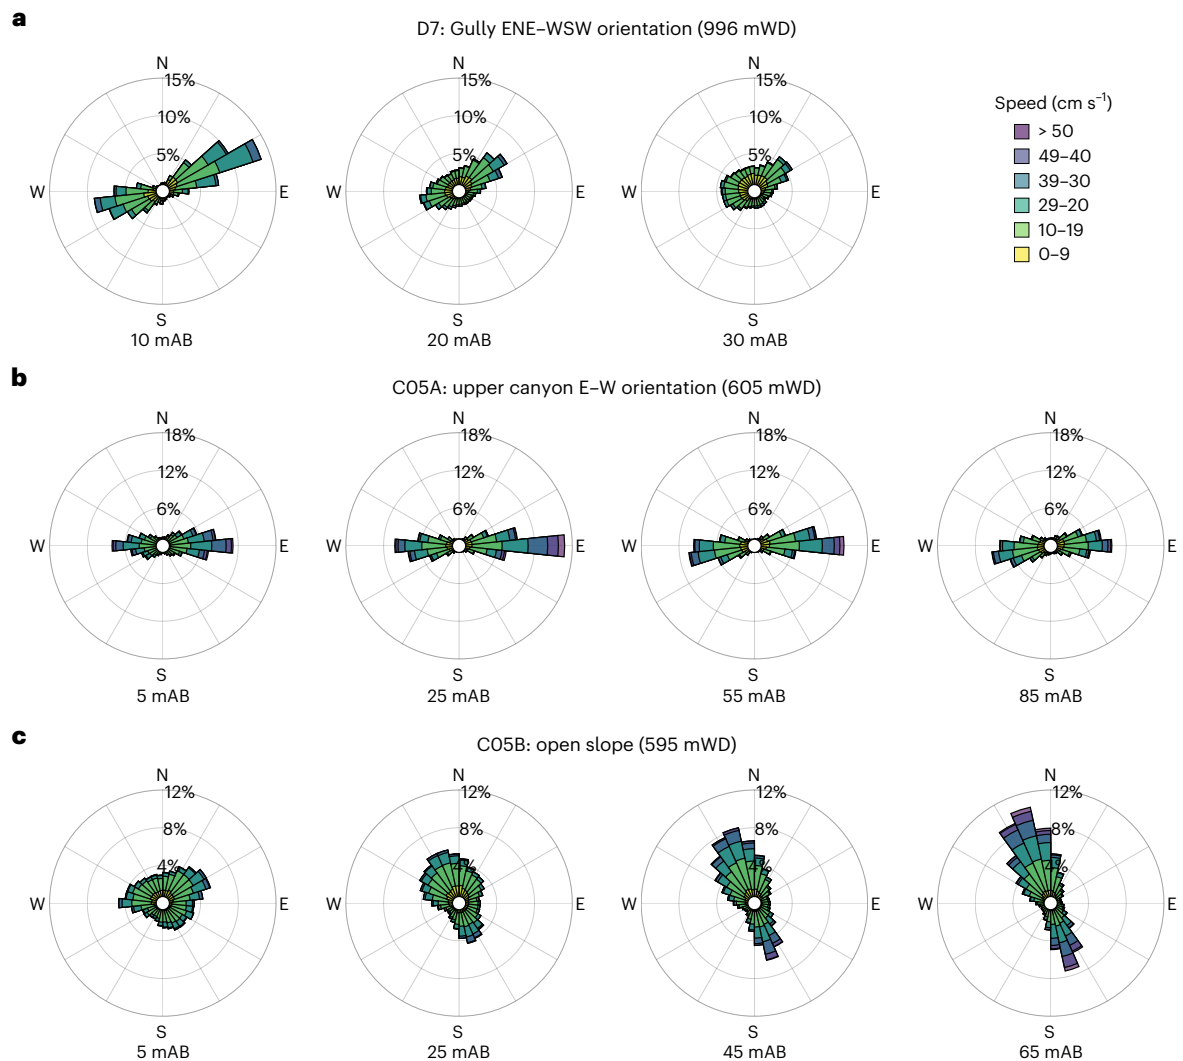 a
D7: Gully ENE–WSW orientation (996 mWD)
N
N
N
15%
15%
15%
10%
10%
10%
5%
5%
5%
W
E
W
E
W
E
S
S
S
10 mAB
20 mAB
30 mAB
Speed (cm s⁻¹)
> 50
49–40
39–30
29–20
10–19
0–9
b
C05A: upper canyon E–W orientation (605 mWD)
N
N
N
N
18%
18%
18%
18%
12%
12%
12%
12%
6%
6%
6%
6%
W
E
W
E
W
E
W
E
S
S
S
S
5 mAB
25 mAB
55 mAB
85 mAB
c
C05B: open slope (595 mWD)
N
N
N
N
12%
12%
12%
12%
8%
8%
8%
8%
4%
4%
4%
4%
W
E
W
E
W
E
W
E
S
S
S
S
5 mAB
25 mAB
45 mAB
65 mAB